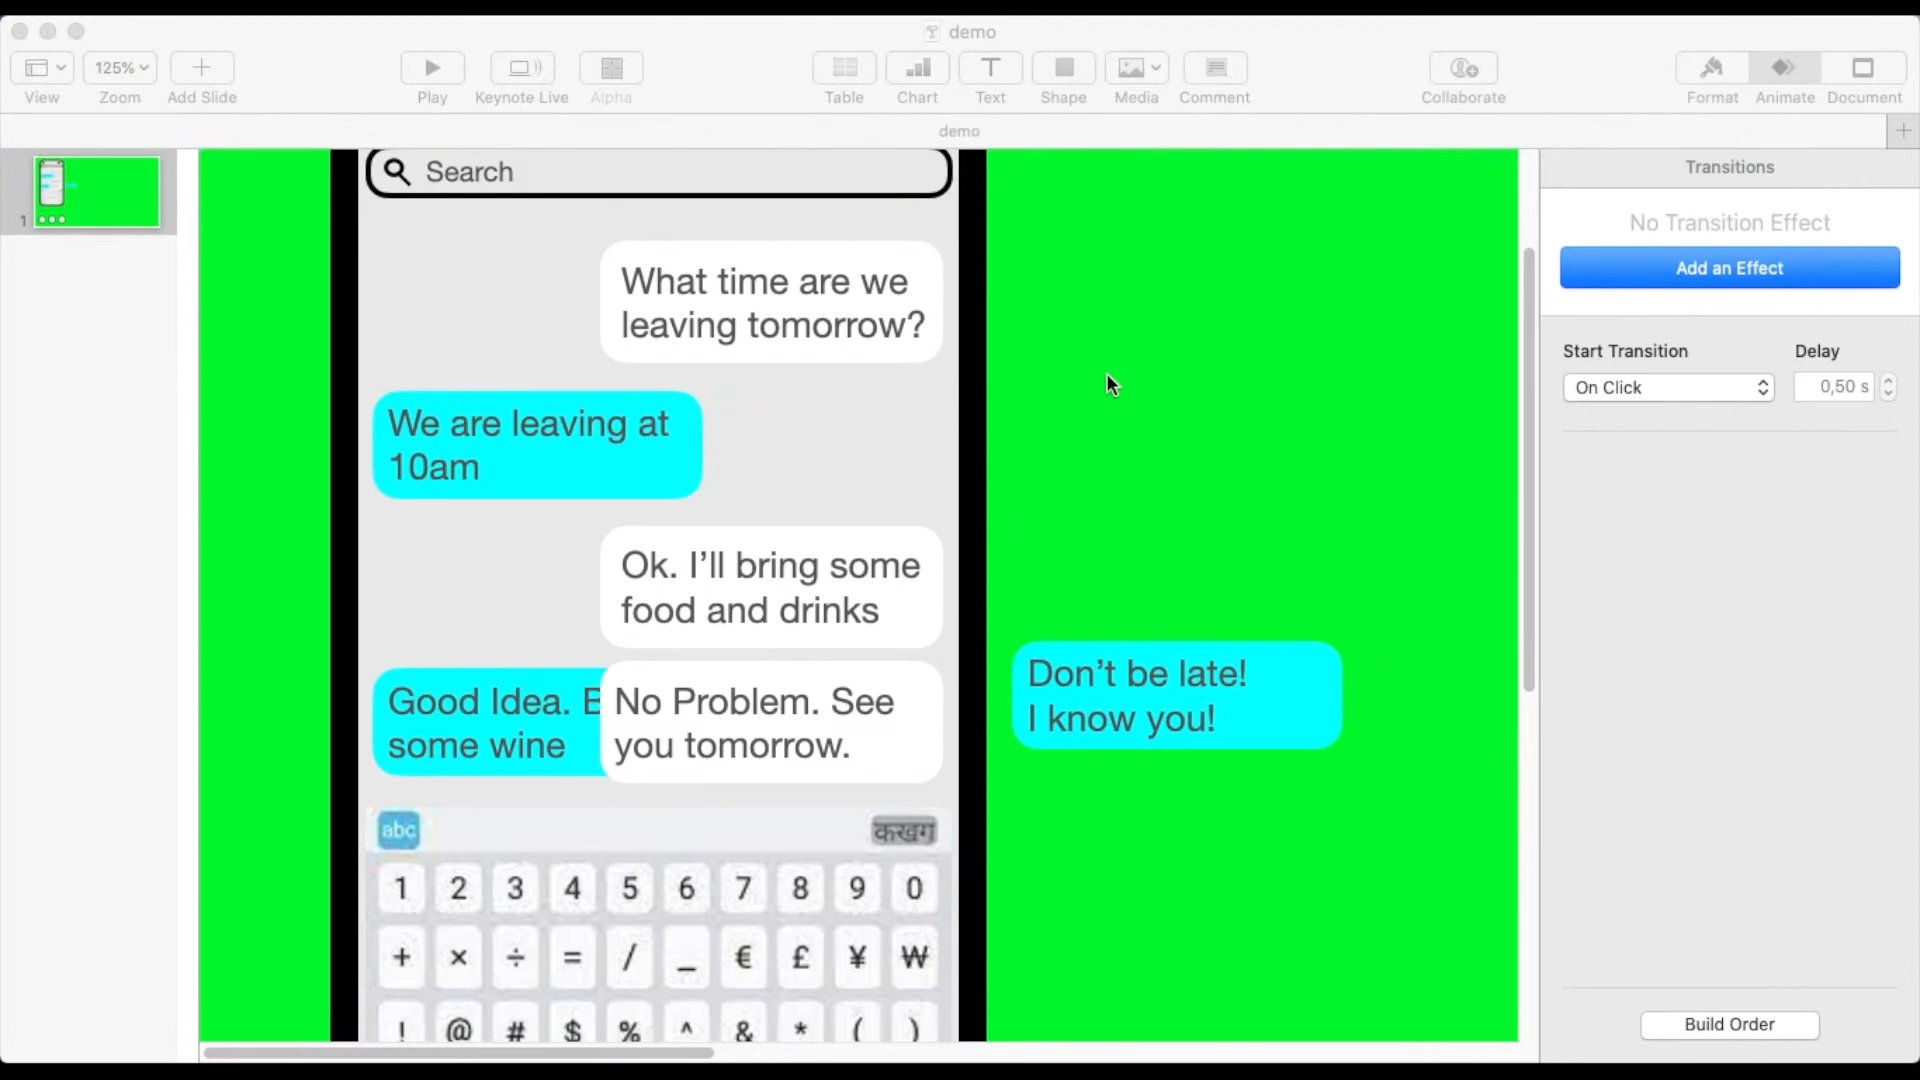 demo
125%
View
Zoom
Add Slide
Play
Keynote Live
Alpha
Table
Chart
Text
Shape
Media
Comment
Collaborate
Format
Animate
Document
demo
1
Search
What time are we
leaving tomorrow?
We are leaving at
10am
Ok. I’ll bring some
food and drinks
Good Idea. B
some wine
No Problem. See
you tomorrow.
Don’t be late!
I know you!
abc
कखग
1 2 3 4 5 6 7 8 9 0
+ × ÷ = / _ € £ ¥ ₩
! @ # $ % ^ & * ( )
Transitions
No Transition Effect
Add an Effect
Start Transition
Delay
On Click
0,50 s
Build Order